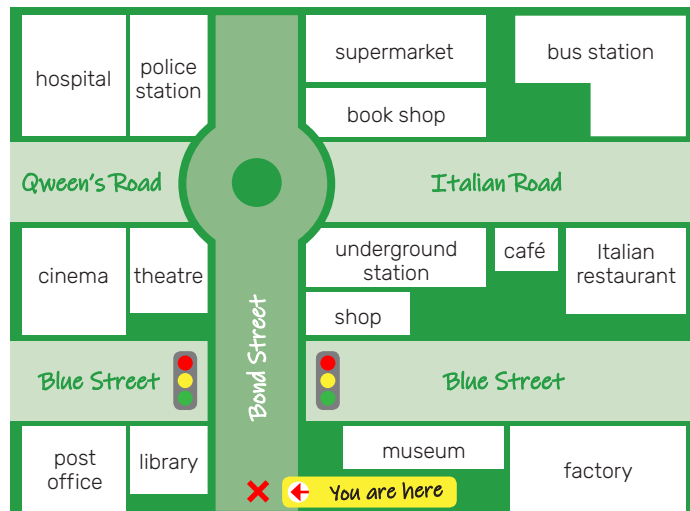 hospital
police
station
supermarket
bus station
book shop
Qween's Road
Italian Road
cinema
theatre
underground
station
café
Italian
restaurant
shop
Bond Street
Blue Street
Blue Street
post
office
library
museum
factory
You are here